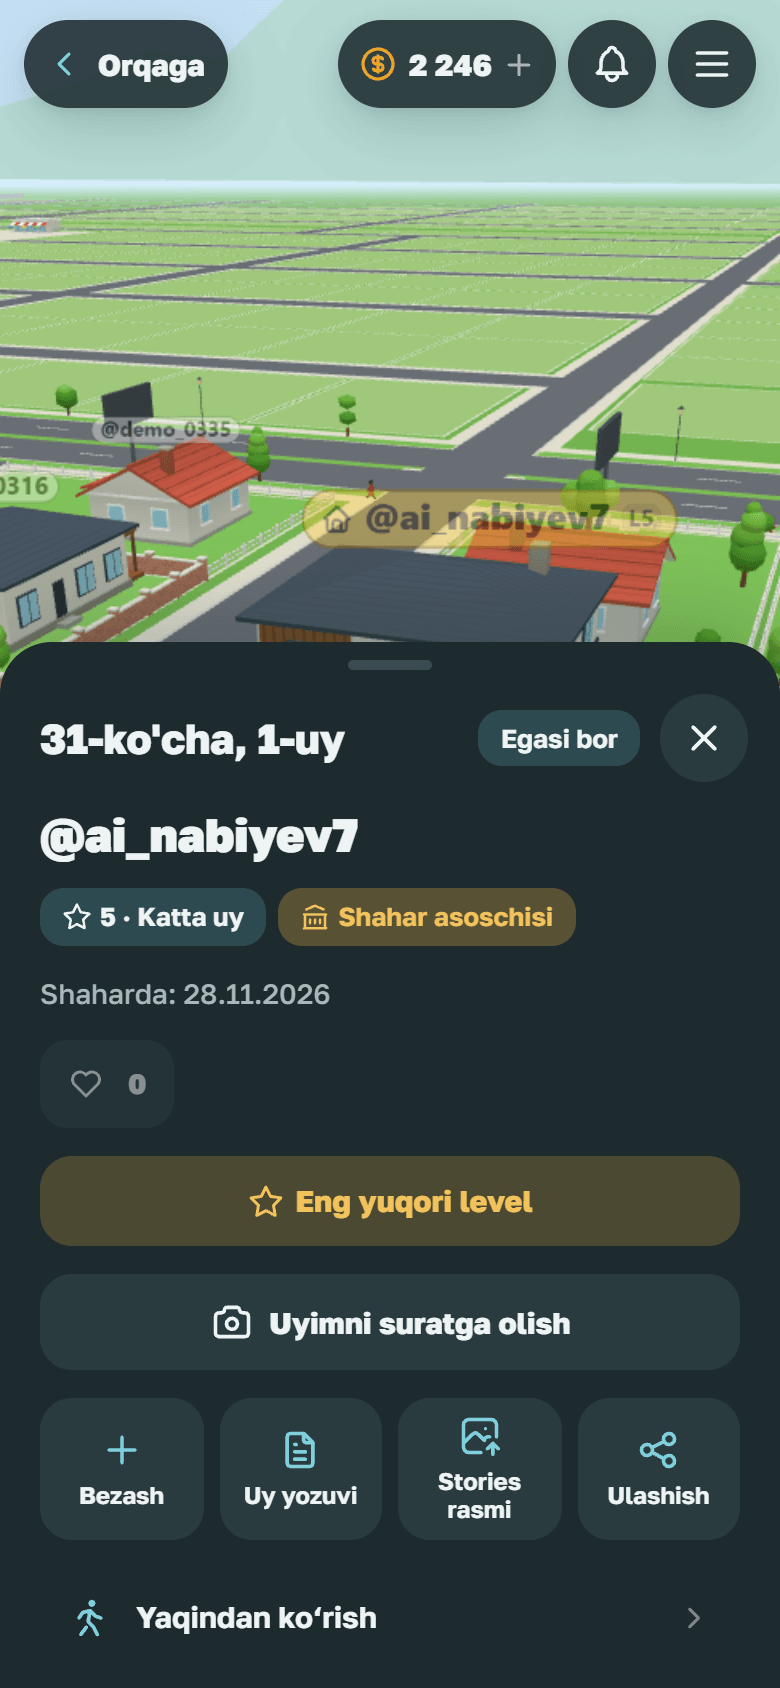 Orqaga
2 246
@demo_0335
0316
@ai_nabiyev7 L5
31-ko'cha, 1-uy
Egasi bor
@ai_nabiyev7
5 · Katta uy
Shahar asoschisi
Shaharda: 28.11.2026
0
Eng yuqori level
Uyimni suratga olish
Bezash
Uy yozuvi
Stories
rasmi
Ulashish
Yaqindan ko‘rish